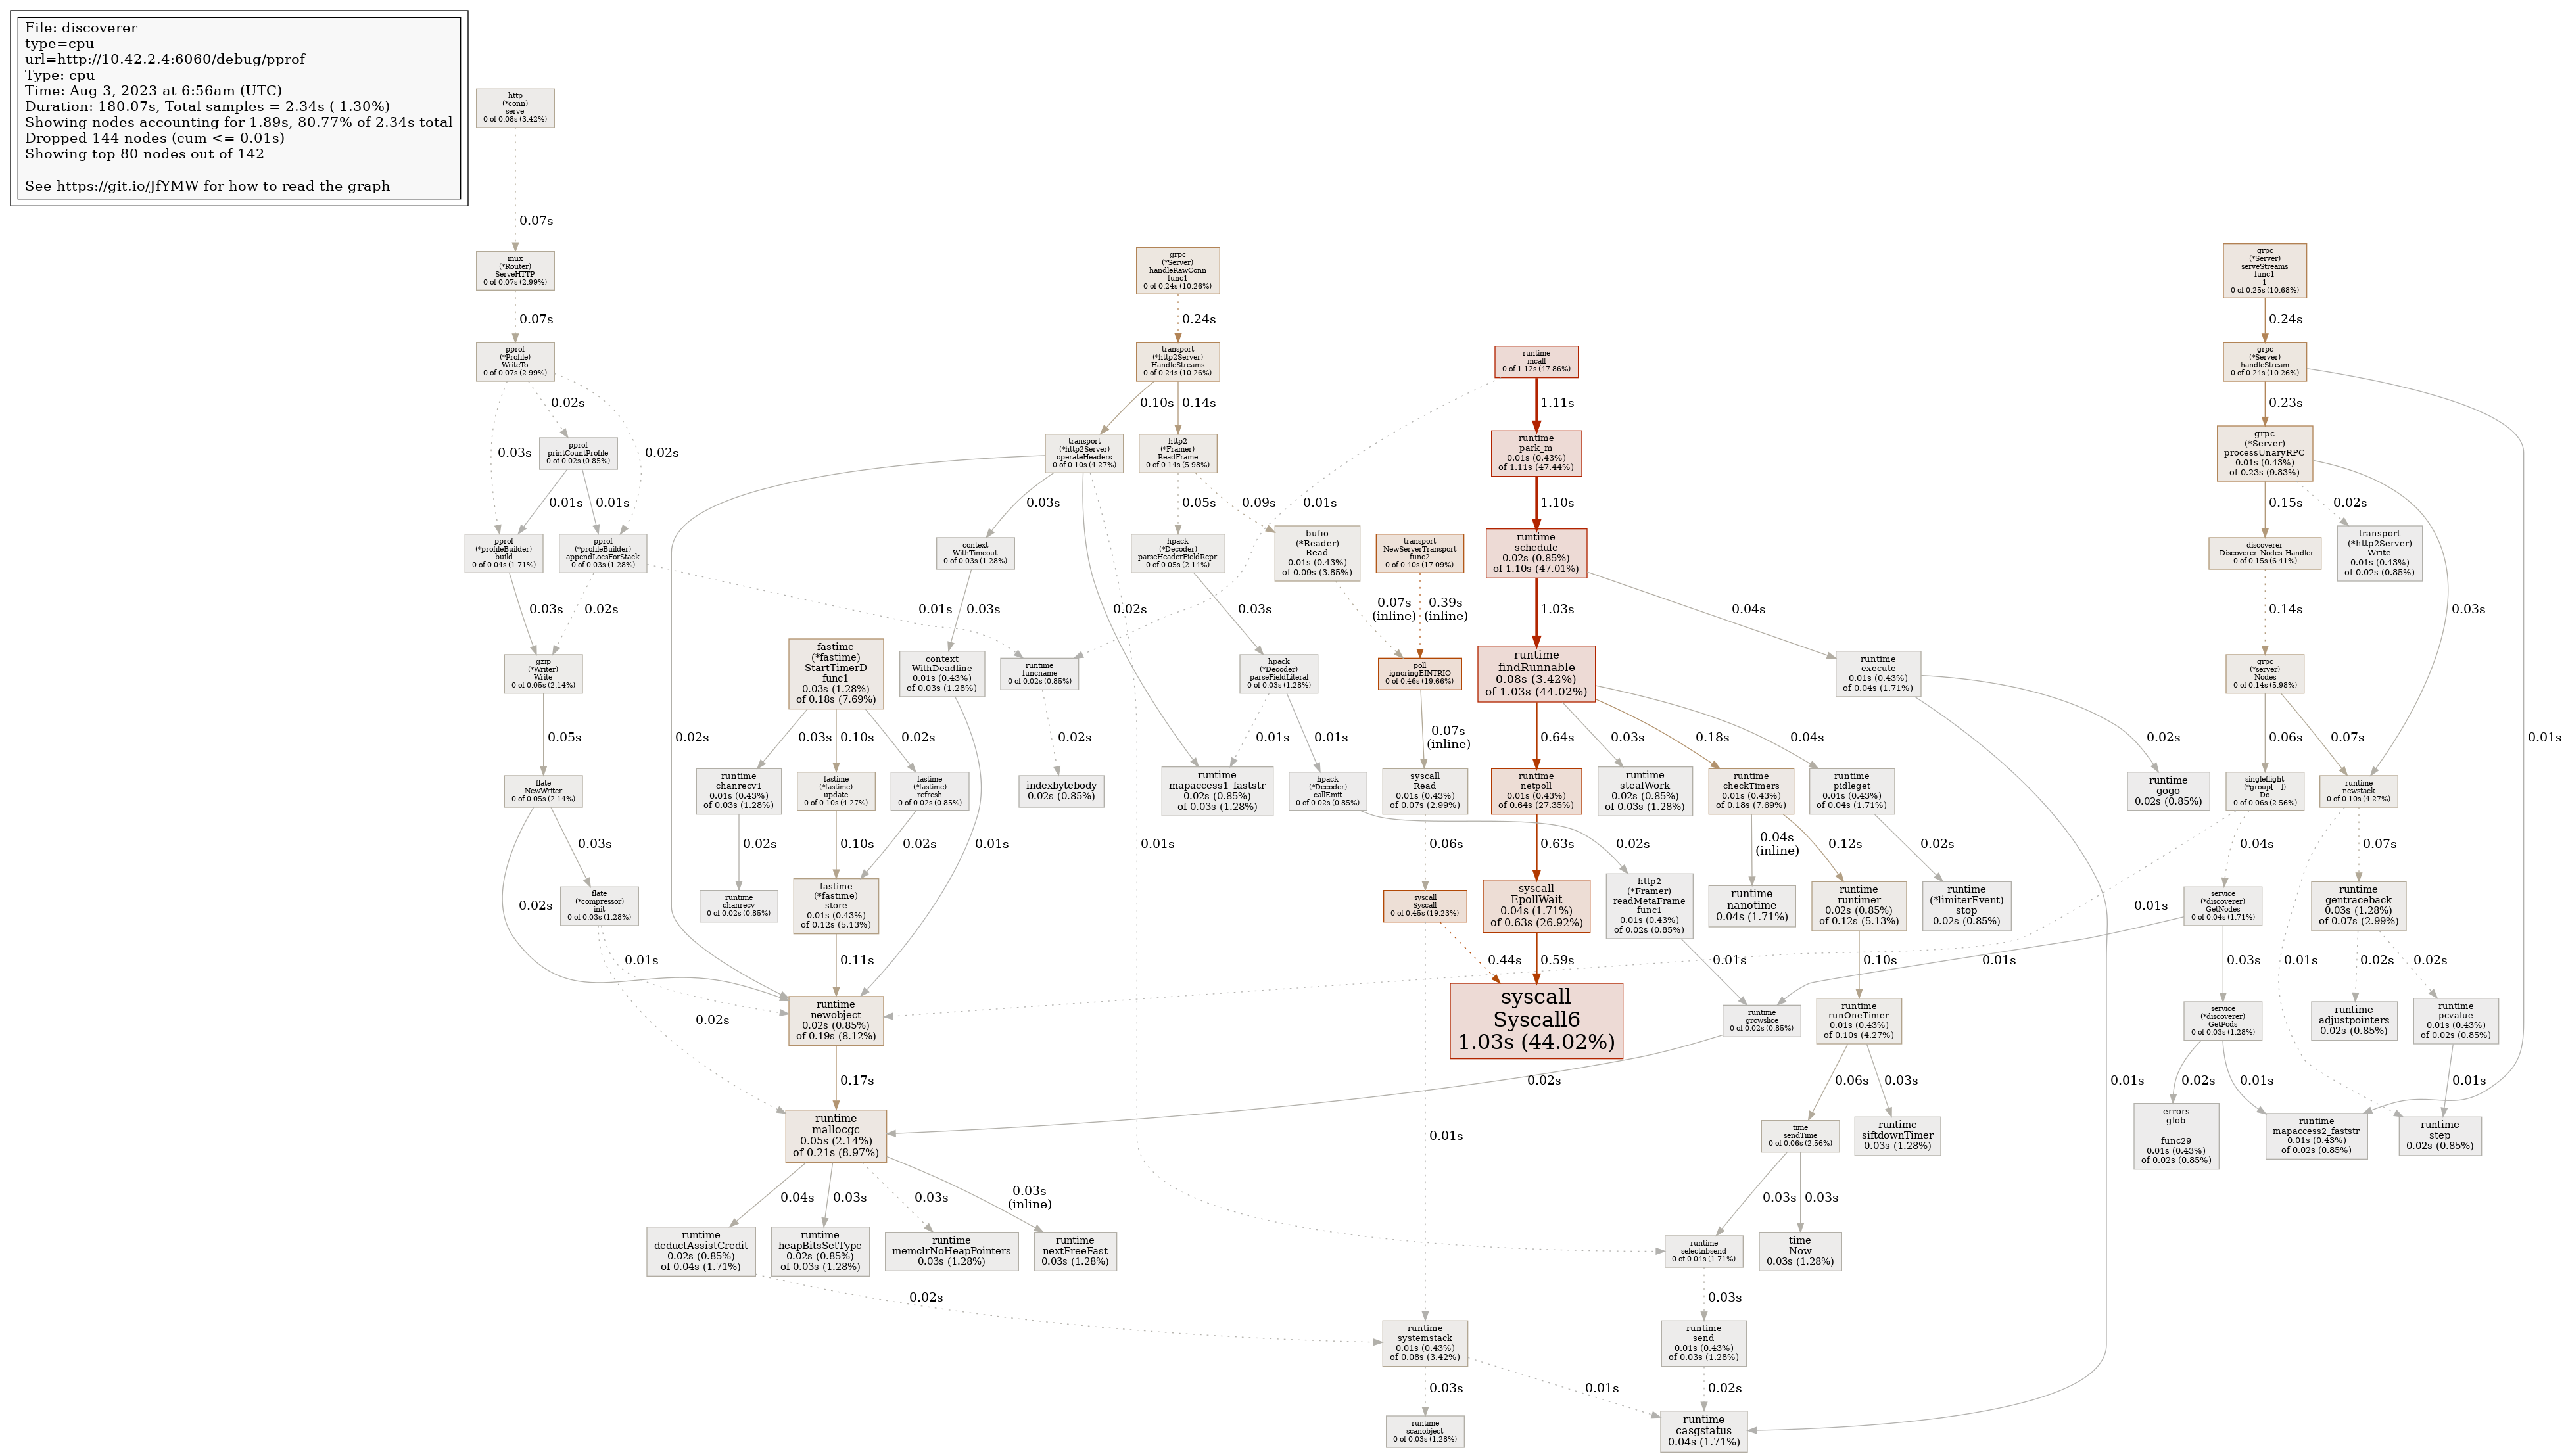 File: discoverer
type=cpu
url=http://10.42.2.4:6060/debug/pprof
Type: cpu
Time: Aug 3, 2023 at 6:56am (UTC)
Duration: 180.07s, Total samples = 2.34s ( 1.30%)
Showing nodes accounting for 1.89s, 80.77% of 2.34s total
Dropped 144 nodes (cum <= 0.01s)
Showing top 80 nodes out of 142
See https://git.io/JfYMW for how to read the graph
http
(*conn)
serve
0 of 0.08s (3.42%)
0.07s
mux
(*Router)
ServeHTTP
0 of 0.07s (2.99%)
0.07s
pprof
(*Profile)
WriteTo
0 of 0.07s (2.99%)
0.03s
0.02s
0.02s
pprof
printCountProfile
0 of 0.02s (0.85%)
0.01s
0.01s
pprof
(*profileBuilder)
build
0 of 0.04s (1.71%)
pprof
(*profileBuilder)
appendLocsForStack
0 of 0.03s (1.28%)
0.03s
0.02s
0.01s
gzip
(*Writer)
Write
0 of 0.05s (2.14%)
0.05s
flate
NewWriter
0 of 0.05s (2.14%)
0.02s
0.03s
flate
(*compressor)
init
0 of 0.03s (1.28%)
0.01s
0.02s
grpc
(*Server)
handleRawConn
func1
0 of 0.24s (10.26%)
0.24s
transport
(*http2Server)
HandleStreams
0 of 0.24s (10.26%)
0.10s
0.14s
transport
(*http2Server)
operateHeaders
0 of 0.10s (4.27%)
http2
(*Framer)
ReadFrame
0 of 0.14s (5.98%)
0.02s
0.03s
0.02s
0.01s
0.05s
0.09s
context
WithTimeout
0 of 0.03s (1.28%)
0.03s
context
WithDeadline
0.01s (0.43%)
of 0.03s (1.28%)
0.01s
hpack
(*Decoder)
parseHeaderFieldRepr
0 of 0.05s (2.14%)
0.03s
hpack
(*Decoder)
parseFieldLiteral
0 of 0.03s (1.28%)
0.01s
0.01s
bufio
(*Reader)
Read
0.01s (0.43%)
of 0.09s (3.85%)
0.07s
(inline)
transport
NewServerTransport
func2
0 of 0.40s (17.09%)
0.39s
(inline)
poll
ignoringEINTRIO
0 of 0.46s (19.66%)
0.07s
(inline)
syscall
Read
0.01s (0.43%)
of 0.07s (2.99%)
0.06s
syscall
Syscall
0 of 0.45s (19.23%)
0.44s
0.01s
runtime
mcall
0 of 1.12s (47.86%)
0.01s
1.11s
runtime
park_m
0.01s (0.43%)
of 1.11s (47.44%)
1.10s
runtime
schedule
0.02s (0.85%)
of 1.10s (47.01%)
1.03s
0.04s
runtime
findRunnable
0.08s (3.42%)
of 1.03s (44.02%)
0.64s
0.03s
0.18s
0.04s
runtime
execute
0.01s (0.43%)
of 0.04s (1.71%)
0.02s
0.01s
runtime
funcname
0 of 0.02s (0.85%)
0.02s
indexbytebody
0.02s (0.85%)
fastime
(*fastime)
StartTimerD
func1
0.03s (1.28%)
of 0.18s (7.69%)
0.03s
0.10s
0.02s
runtime
chanrecv1
0.01s (0.43%)
of 0.03s (1.28%)
0.02s
fastime
(*fastime)
update
0 of 0.10s (4.27%)
0.10s
fastime
(*fastime)
refresh
0 of 0.02s (0.85%)
0.02s
runtime
chanrecv
0 of 0.02s (0.85%)
fastime
(*fastime)
store
0.01s (0.43%)
of 0.12s (5.13%)
0.11s
runtime
newobject
0.02s (0.85%)
of 0.19s (8.12%)
0.17s
runtime
mallocgc
0.05s (2.14%)
of 0.21s (8.97%)
0.04s
0.03s
0.03s
0.03s
(inline)
runtime
deductAssistCredit
0.02s (0.85%)
of 0.04s (1.71%)
0.02s
runtime
heapBitsSetType
0.02s (0.85%)
of 0.03s (1.28%)
runtime
memclrNoHeapPointers
0.03s (1.28%)
runtime
nextFreeFast
0.03s (1.28%)
runtime
mapaccess1_faststr
0.02s (0.85%)
of 0.03s (1.28%)
hpack
(*Decoder)
callEmit
0 of 0.02s (0.85%)
0.02s
http2
(*Framer)
readMetaFrame
func1
0.01s (0.43%)
of 0.02s (0.85%)
0.01s
runtime
netpoll
0.01s (0.43%)
of 0.64s (27.35%)
0.63s
syscall
EpollWait
0.04s (1.71%)
of 0.63s (26.92%)
0.59s
syscall
Syscall6
1.03s (44.02%)
runtime
stealWork
0.02s (0.85%)
of 0.03s (1.28%)
runtime
checkTimers
0.01s (0.43%)
of 0.18s (7.69%)
0.04s
(inline)
0.12s
runtime
pidleget
0.01s (0.43%)
of 0.04s (1.71%)
0.02s
runtime
nanotime
0.04s (1.71%)
runtime
runtimer
0.02s (0.85%)
of 0.12s (5.13%)
0.10s
runtime
(*limiterEvent)
stop
0.02s (0.85%)
runtime
growslice
0 of 0.02s (0.85%)
0.02s
runtime
runOneTimer
0.01s (0.43%)
of 0.10s (4.27%)
0.06s
0.03s
time
sendTime
0 of 0.06s (2.56%)
0.03s
0.03s
runtime
siftdownTimer
0.03s (1.28%)
runtime
selectnbsend
0 of 0.04s (1.71%)
0.03s
time
Now
0.03s (1.28%)
runtime
systemstack
0.01s (0.43%)
of 0.08s (3.42%)
0.03s
0.01s
runtime
send
0.01s (0.43%)
of 0.03s (1.28%)
0.02s
runtime
scanobject
0 of 0.03s (1.28%)
runtime
casgstatus
0.04s (1.71%)
grpc
(*Server)
serveStreams
func1
1
0 of 0.25s (10.68%)
0.24s
grpc
(*Server)
handleStream
0 of 0.24s (10.26%)
0.23s
0.01s
grpc
(*Server)
processUnaryRPC
0.01s (0.43%)
of 0.23s (9.83%)
0.15s
0.02s
0.03s
discoverer
_Discoverer_Nodes_Handler
0 of 0.15s (6.41%)
0.14s
transport
(*http2Server)
Write
0.01s (0.43%)
of 0.02s (0.85%)
grpc
(*server)
Nodes
0 of 0.14s (5.98%)
0.06s
0.07s
runtime
gogo
0.02s (0.85%)
singleflight
(*group[...])
Do
0 of 0.06s (2.56%)
0.01s
0.04s
runtime
newstack
0 of 0.10s (4.27%)
0.01s
0.07s
service
(*discoverer)
GetNodes
0 of 0.04s (1.71%)
0.01s
0.03s
runtime
gentraceback
0.03s (1.28%)
of 0.07s (2.99%)
0.02s
0.02s
service
(*discoverer)
GetPods
0 of 0.03s (1.28%)
0.02s
0.01s
runtime
adjustpointers
0.02s (0.85%)
runtime
pcvalue
0.01s (0.43%)
of 0.02s (0.85%)
0.01s
errors
glob
func29
0.01s (0.43%)
of 0.02s (0.85%)
runtime
mapaccess2_faststr
0.01s (0.43%)
of 0.02s (0.85%)
runtime
step
0.02s (0.85%)